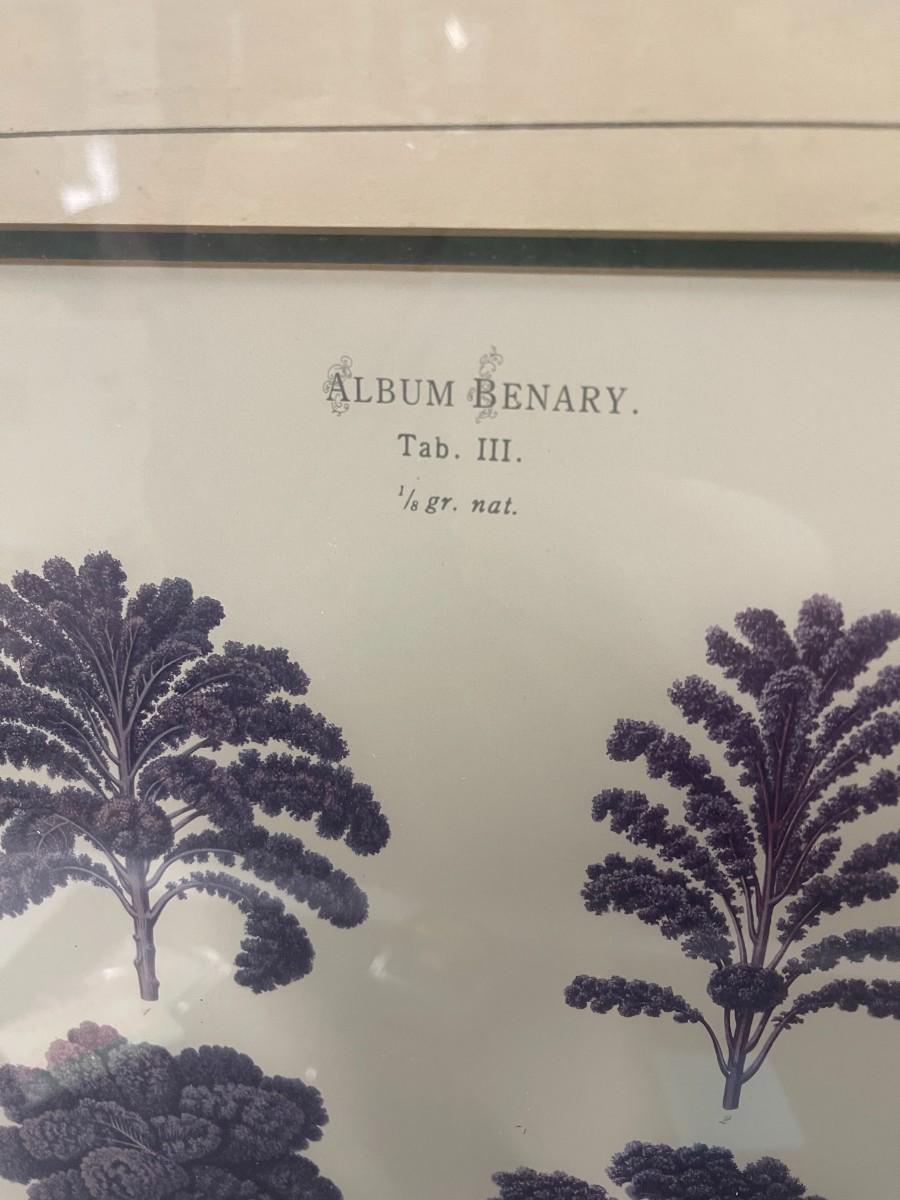 ALBUM BENARY.
Tab. III.
1/8 gr. nat.